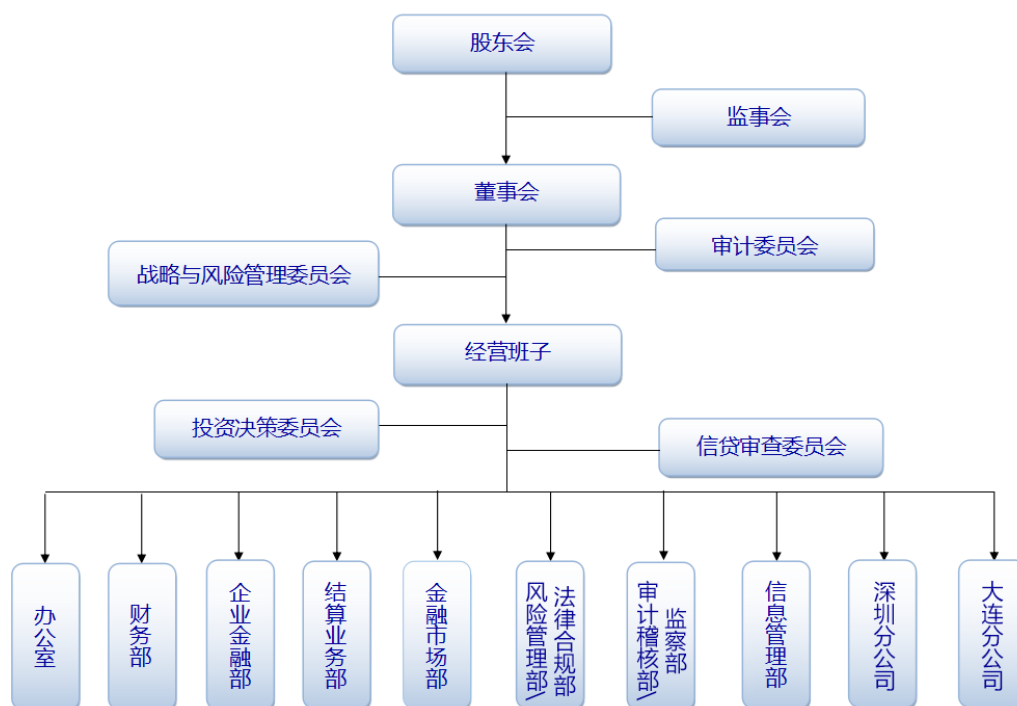 股东会
监事会
董事会
审计委员会
战略与风险管理委员会
经营班子
投资决策委员会
信贷审查委员会
办公室
财务部
企业金融部
结算业务部
金融市场部
风险管理部\
法律合规部
审计稽核部\
监察部
信息管理部
深圳分公司
大连分公司